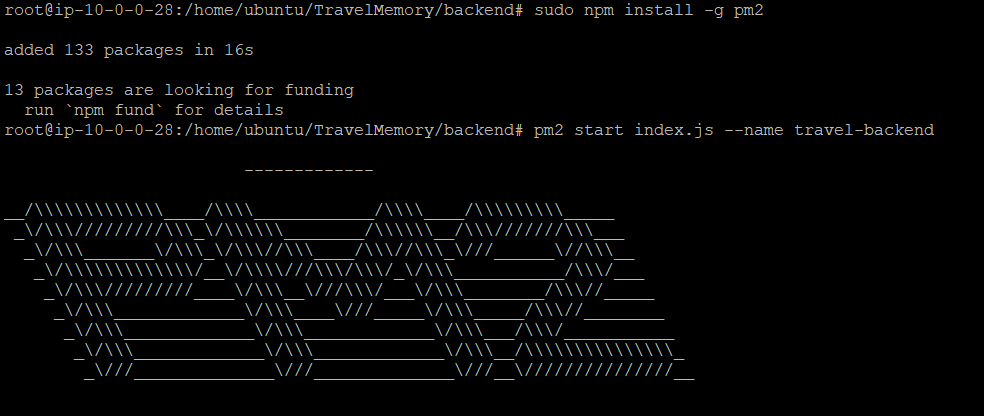 root@ip-10-0-0-28:/home/ubuntu/TravelMemory/backend# sudo npm install -g pm2
added 133 packages in 16s
13 packages are looking for funding
  run `npm fund` for details
root@ip-10-0-0-28:/home/ubuntu/TravelMemory/backend# pm2 start index.js --name travel-backend
                        -------------
__/\\\\\\\\\\\\\____/\\\\____________/\\\\____/\\\\\\\\\_____
 _\/\\\/////////\\\_\/\\\\\\________/\\\\\\__/\\\///////\\\___
  _\/\\\_______\/\\\_\/\\\//\\\____/\\\//\\\_\///______\//\\\__
   _\/\\\\\\\\\\\\\/__\/\\\\///\\\/\\\/_\/\\\___________/\\\/___
    _\/\\\/////////____\/\\\__\///\\\/___\/\\\________/\\\//_____
     _\/\\\_____________\/\\\____\///_____\/\\\_____/\\\//________
      _\/\\\_____________\/\\\_____________\/\\\___/\\\/___________
       _\/\\\_____________\/\\\_____________\/\\\__/\\\\\\\\\\\\\\\_
        _\///______________\///______________\///__\///////////////__